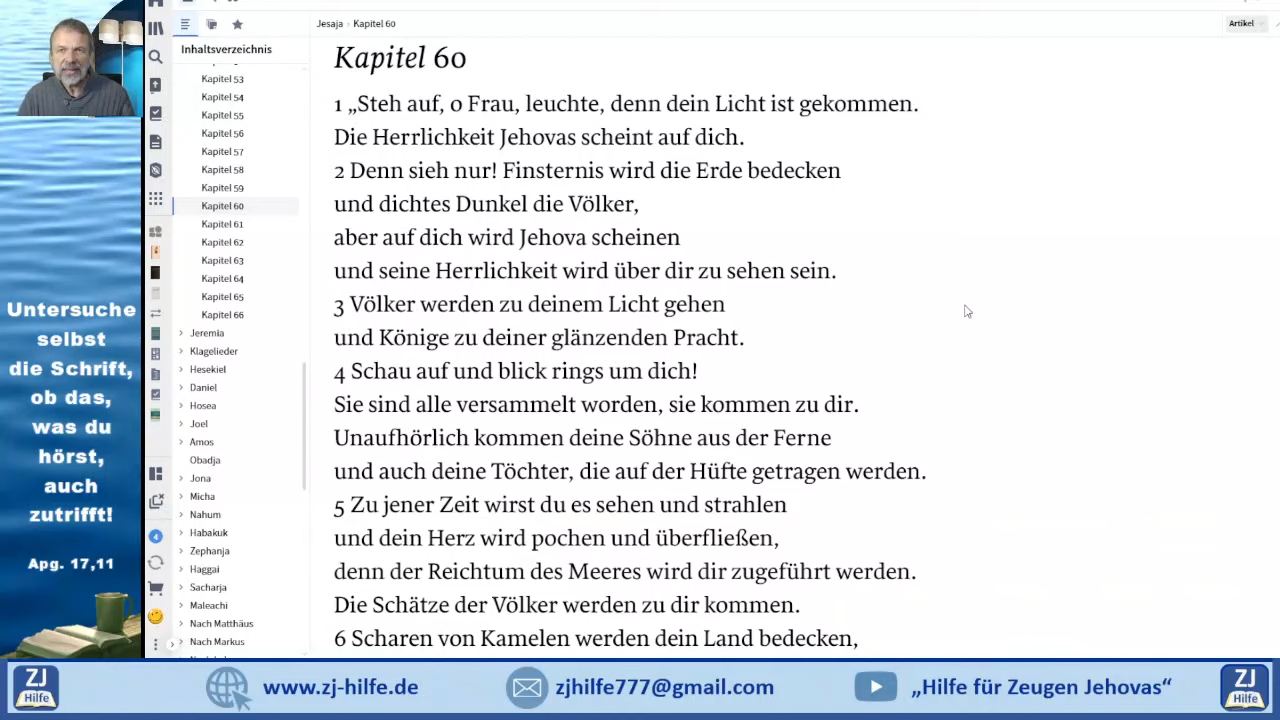 Untersuche
selbst
die Schrift,
ob das,
was du
hörst,
auch
zutrifft!
Apg. 17,11
4
Inhaltsverzeichnis
Kapitel 53
Kapitel 54
Kapitel 55
Kapitel 56
Kapitel 57
Kapitel 58
Kapitel 59
Kapitel 60
Kapitel 61
Kapitel 62
Kapitel 63
Kapitel 64
Kapitel 65
Kapitel 66
Jeremia
Klagelieder
Hesekiel
Daniel
Hosea
Joel
Amos
Obadja
Jona
Micha
Nahum
Habakuk
Zephanja
Haggai
Sacharja
Maleachi
Nach Matthäus
Nach Markus
Jesaja › Kapitel 60
Artikel
Kapitel 60
1 „Steh auf, o Frau, leuchte, denn dein Licht ist gekommen.
Die Herrlichkeit Jehovas scheint auf dich.
2 Denn sieh nur! Finsternis wird die Erde bedecken
und dichtes Dunkel die Völker,
aber auf dich wird Jehova scheinen
und seine Herrlichkeit wird über dir zu sehen sein.
3 Völker werden zu deinem Licht gehen
und Könige zu deiner glänzenden Pracht.
4 Schau auf und blick rings um dich!
Sie sind alle versammelt worden, sie kommen zu dir.
Unaufhörlich kommen deine Söhne aus der Ferne
und auch deine Töchter, die auf der Hüfte getragen werden.
5 Zu jener Zeit wirst du es sehen und strahlen
und dein Herz wird pochen und überfließen,
denn der Reichtum des Meeres wird dir zugeführt werden.
Die Schätze der Völker werden zu dir kommen.
6 Scharen von Kamelen werden dein Land bedecken,
ZJ
Hilfe
www.zj-hilfe.de
zjhilfe777@gmail.com
„Hilfe für Zeugen Jehovas“
ZJ
Hilfe